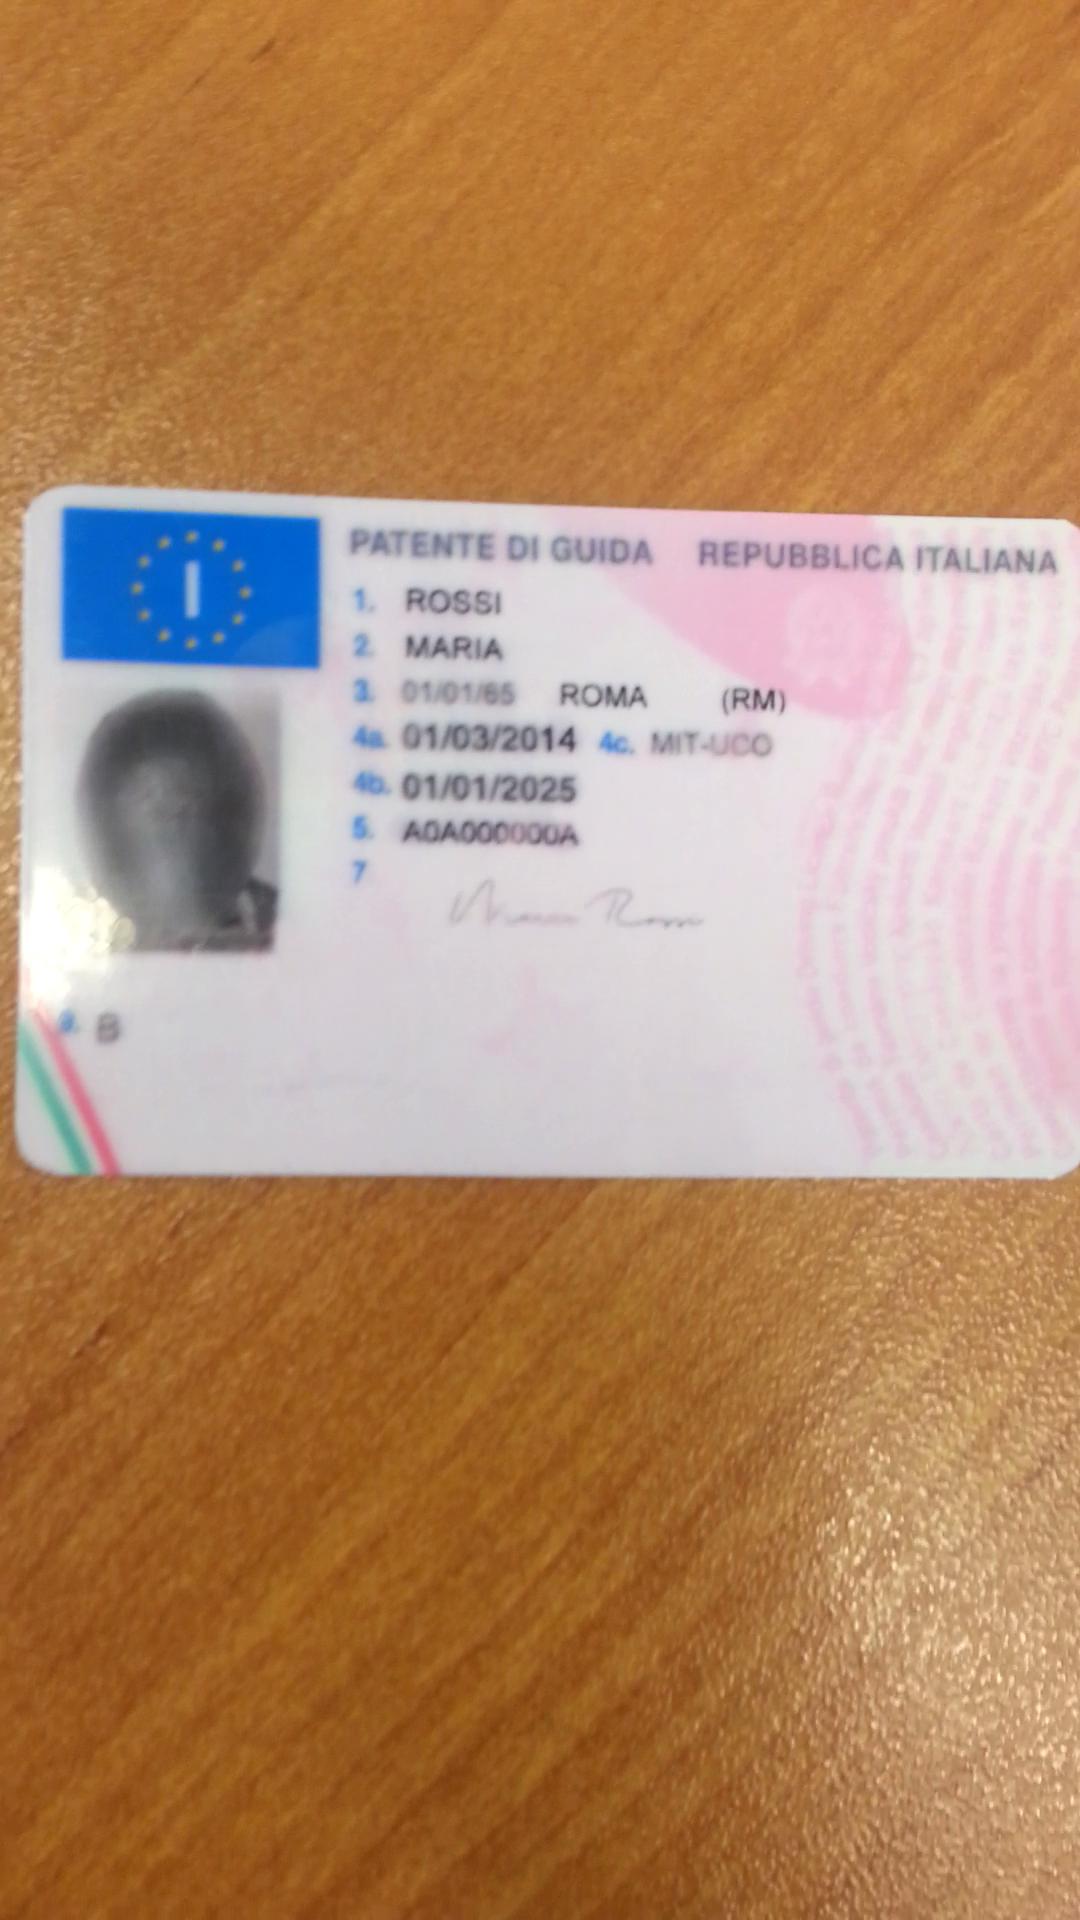 I
PATENTE DI GUIDA REPUBBLICA ITALIANA
1. ROSSI
2. MARIA
3. 01/01/65 ROMA (RM)
4a. 01/03/2014 4c. MIT-UCO
4b. 01/01/2025
5. A0A000000A
7 Maria Rossi
9. B